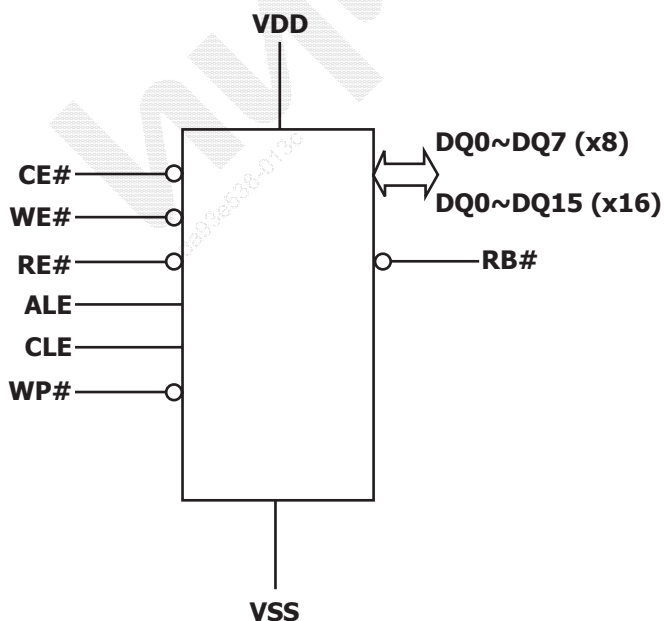 VDD
CE#
WE#
RE#
ALE
CLE
WP#
DQ0~DQ7 (x8)
DQ0~DQ15 (x16)
RB#
VSS